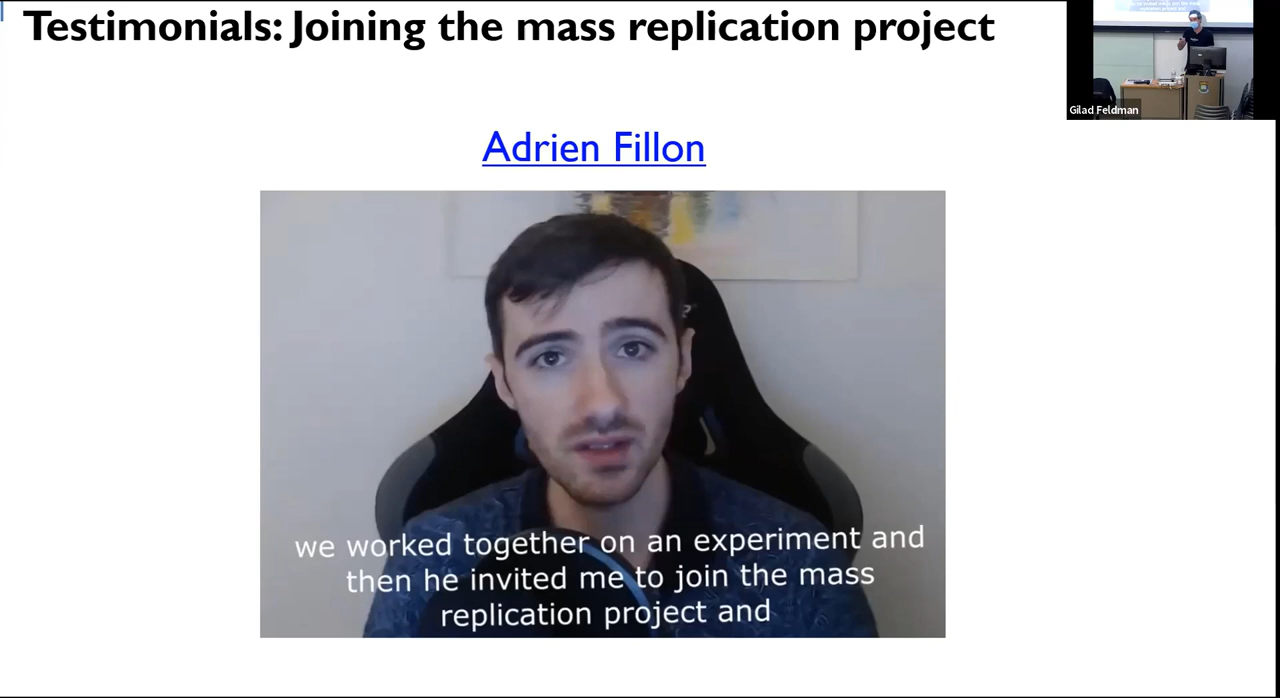 Testimonials: Joining the mass replication project
Gilad Feldman
Adrien Fillon
we worked together on an experiment and
then he invited me to join the mass
replication project and